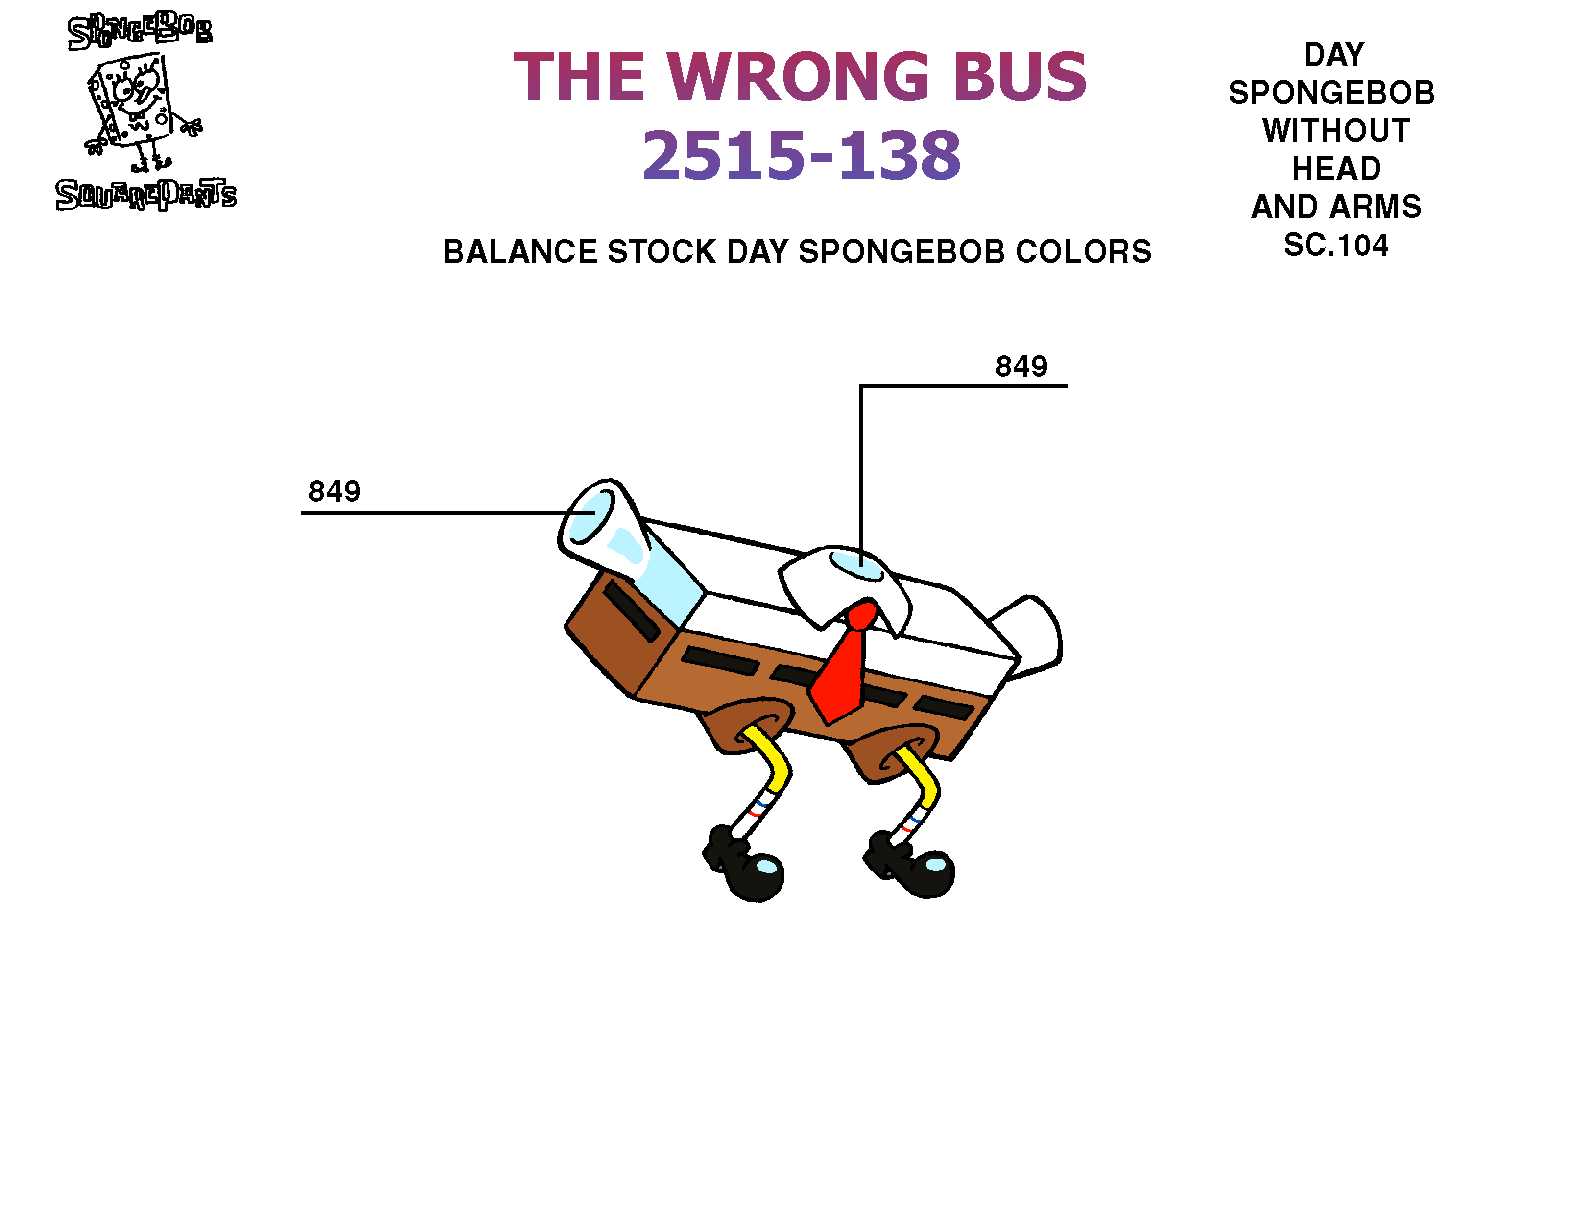 SPONGEBOB
SQUAREPANTS
THE WRONG BUS
2515-138
BALANCE STOCK DAY SPONGEBOB COLORS
DAY
SPONGEBOB
WITHOUT
HEAD
AND ARMS
SC.104
849
849